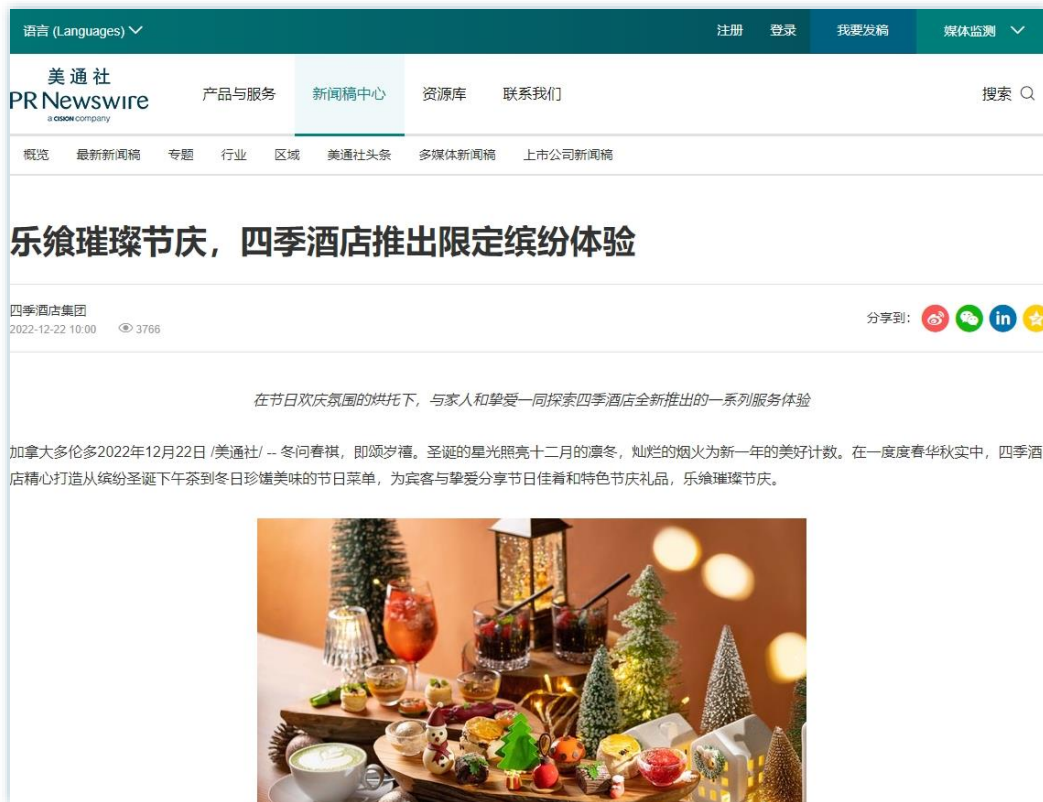 语言 (Languages)
注册 登录 我要发稿 媒体监测
美通社
PR Newswire
a CISION company
产品与服务 新闻稿中心 资源库 联系我们
搜索
概览 最新新闻稿 专题 行业 区域 美通社头条 多媒体新闻稿 上市公司新闻稿
乐飨璀璨节庆，四季酒店推出限定缤纷体验
四季酒店集团
2022-12-22 10:00 3766
分享到：
in
在节日欢庆氛围的烘托下，与家人和挚爱一同探索四季酒店全新推出的一系列服务体验
加拿大多伦多2022年12月22日 /美通社/ -- 冬问春祺，即颂岁禧。圣诞的星光照亮十二月的凛冬，灿烂的烟火为新一年的美好计数。在一度度春华秋实中，四季酒
店精心打造从缤纷圣诞下午茶到冬日珍馐美味的节日菜单，为宾客与挚爱分享节日佳肴和特色节庆礼品，乐飨璀璨节庆。